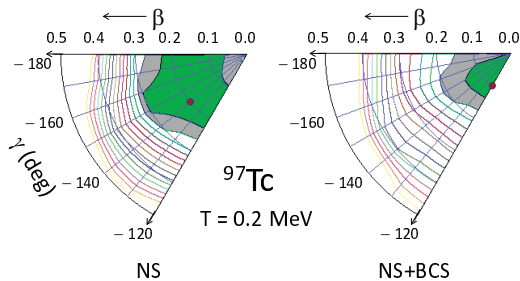 ← β
0.5 0.4 0.3 0.2 0.1 0.0
− 180
− 160
− 140
− 120
γ (deg)
NS
⁹⁷Tc
T = 0.2 MeV
← β
0.5 0.4 0.3 0.2 0.1 0.0
− 180
− 160
− 140
− 120
NS+BCS